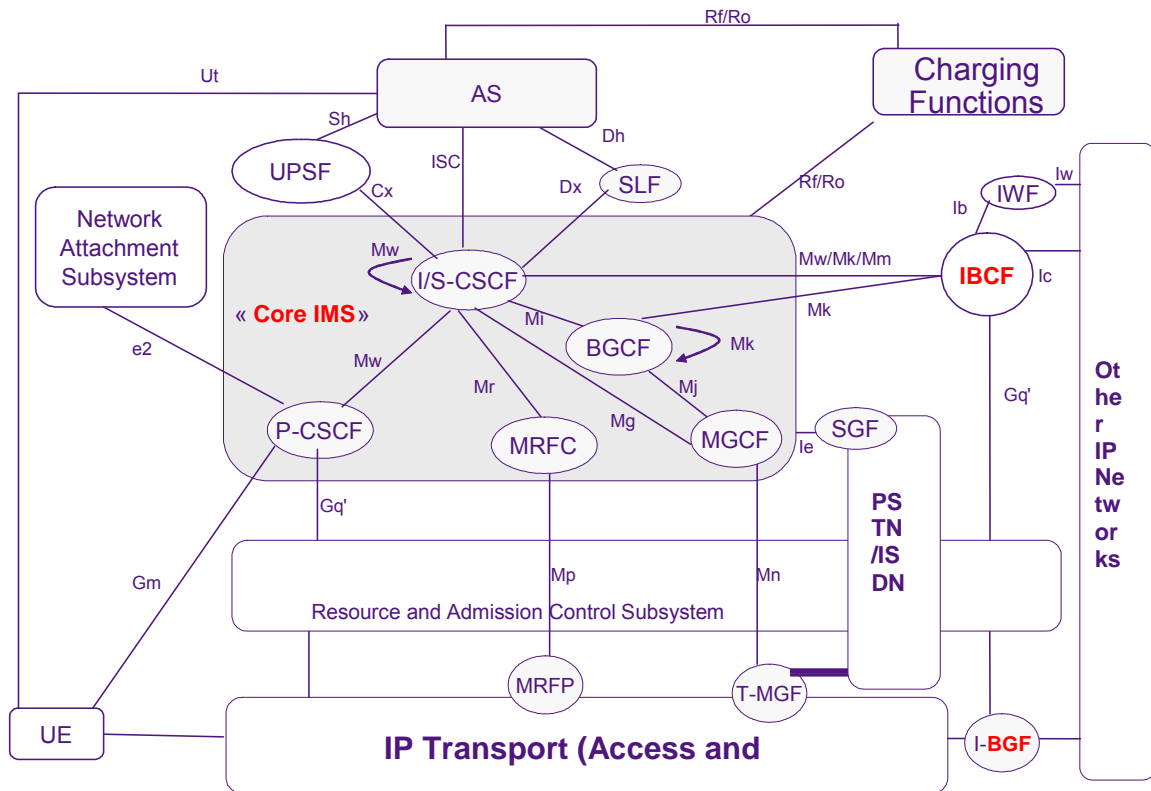 Rf/Ro
Ut
AS
Charging
Functions
Sh
Dh
ISC
UPSF
Cx
Dx
SLF
Rf/Ro
Iw
IWF
Ib
Network
Attachment
Subsystem
Mw
I/S-CSCF
Mw/Mk/Mm
IBCF
Ic
« Core IMS»
Mi
Mk
BGCF
Mk
e2
Mw
Mr
Mj
Mg
Gq'
Ot
he
r IP
Ne
tw
or
ks
P-CSCF
MRFC
MGCF
Ie
SGF
Gq'
PS
TN
/IS
DN
Gm
Mp
Mn
Resource and Admission Control Subsystem
MRFP
T-MGF
UE
IP Transport (Access and
I-BGF